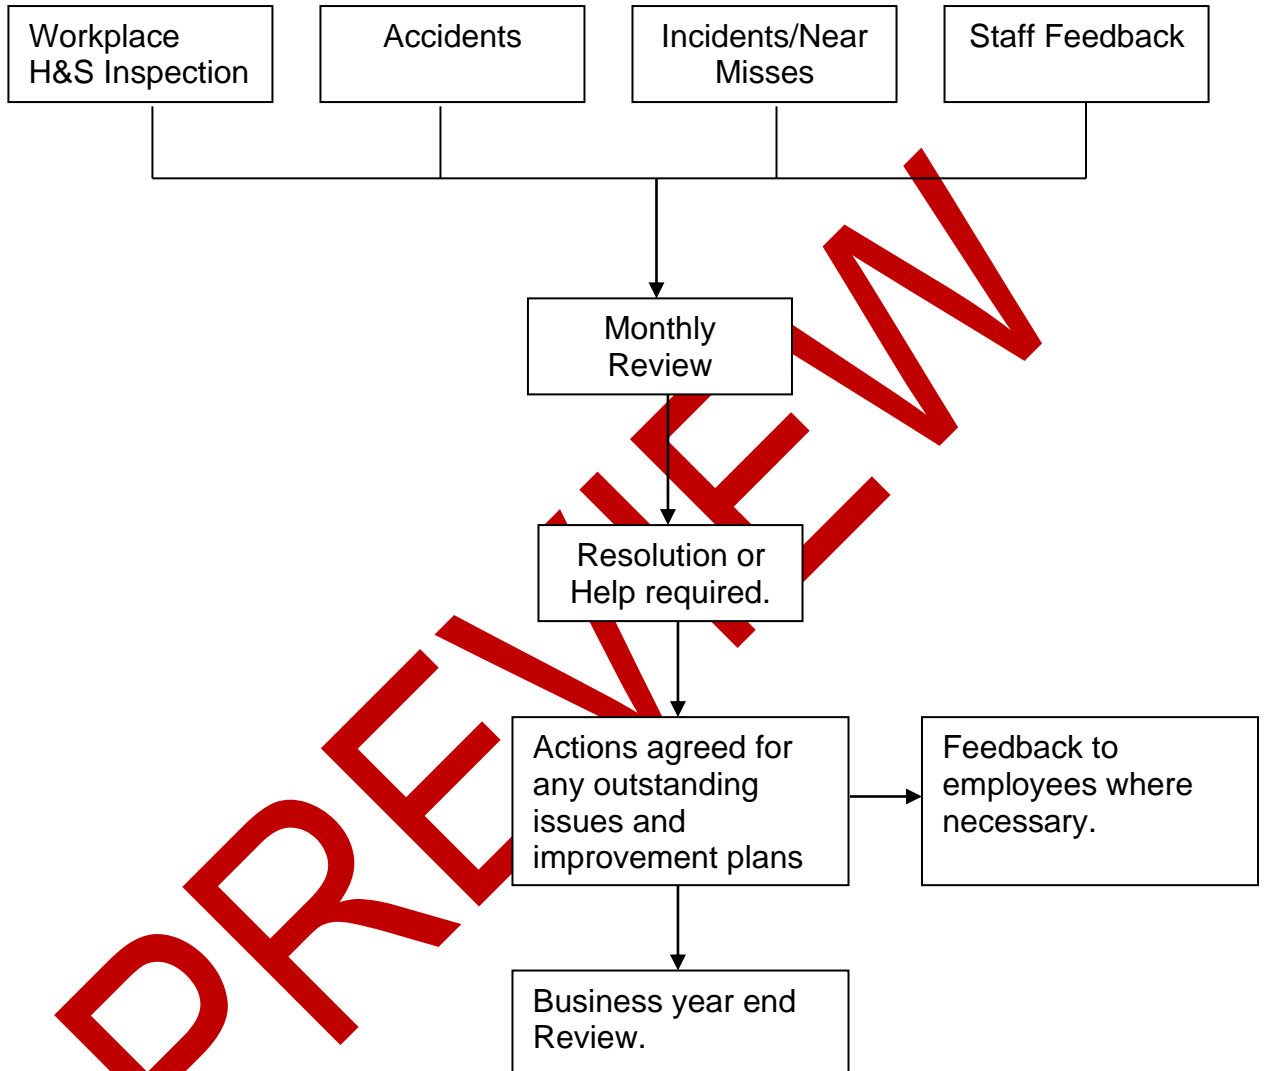 Workplace
H&S Inspection
Accidents
Incidents/Near
Misses
Staff Feedback
Monthly
Review
Resolution or
Help required.
Actions agreed for
any outstanding
issues and
improvement plans
Feedback to
employees where
necessary.
Business year end
Review.
PREVIEW